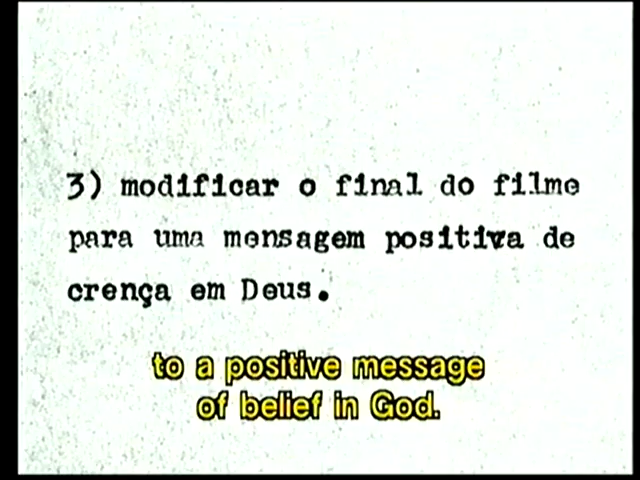 3) modificar o final do filme
para uma mensagem positiva de
crença em Deus.
to a positive message
of belief in God.